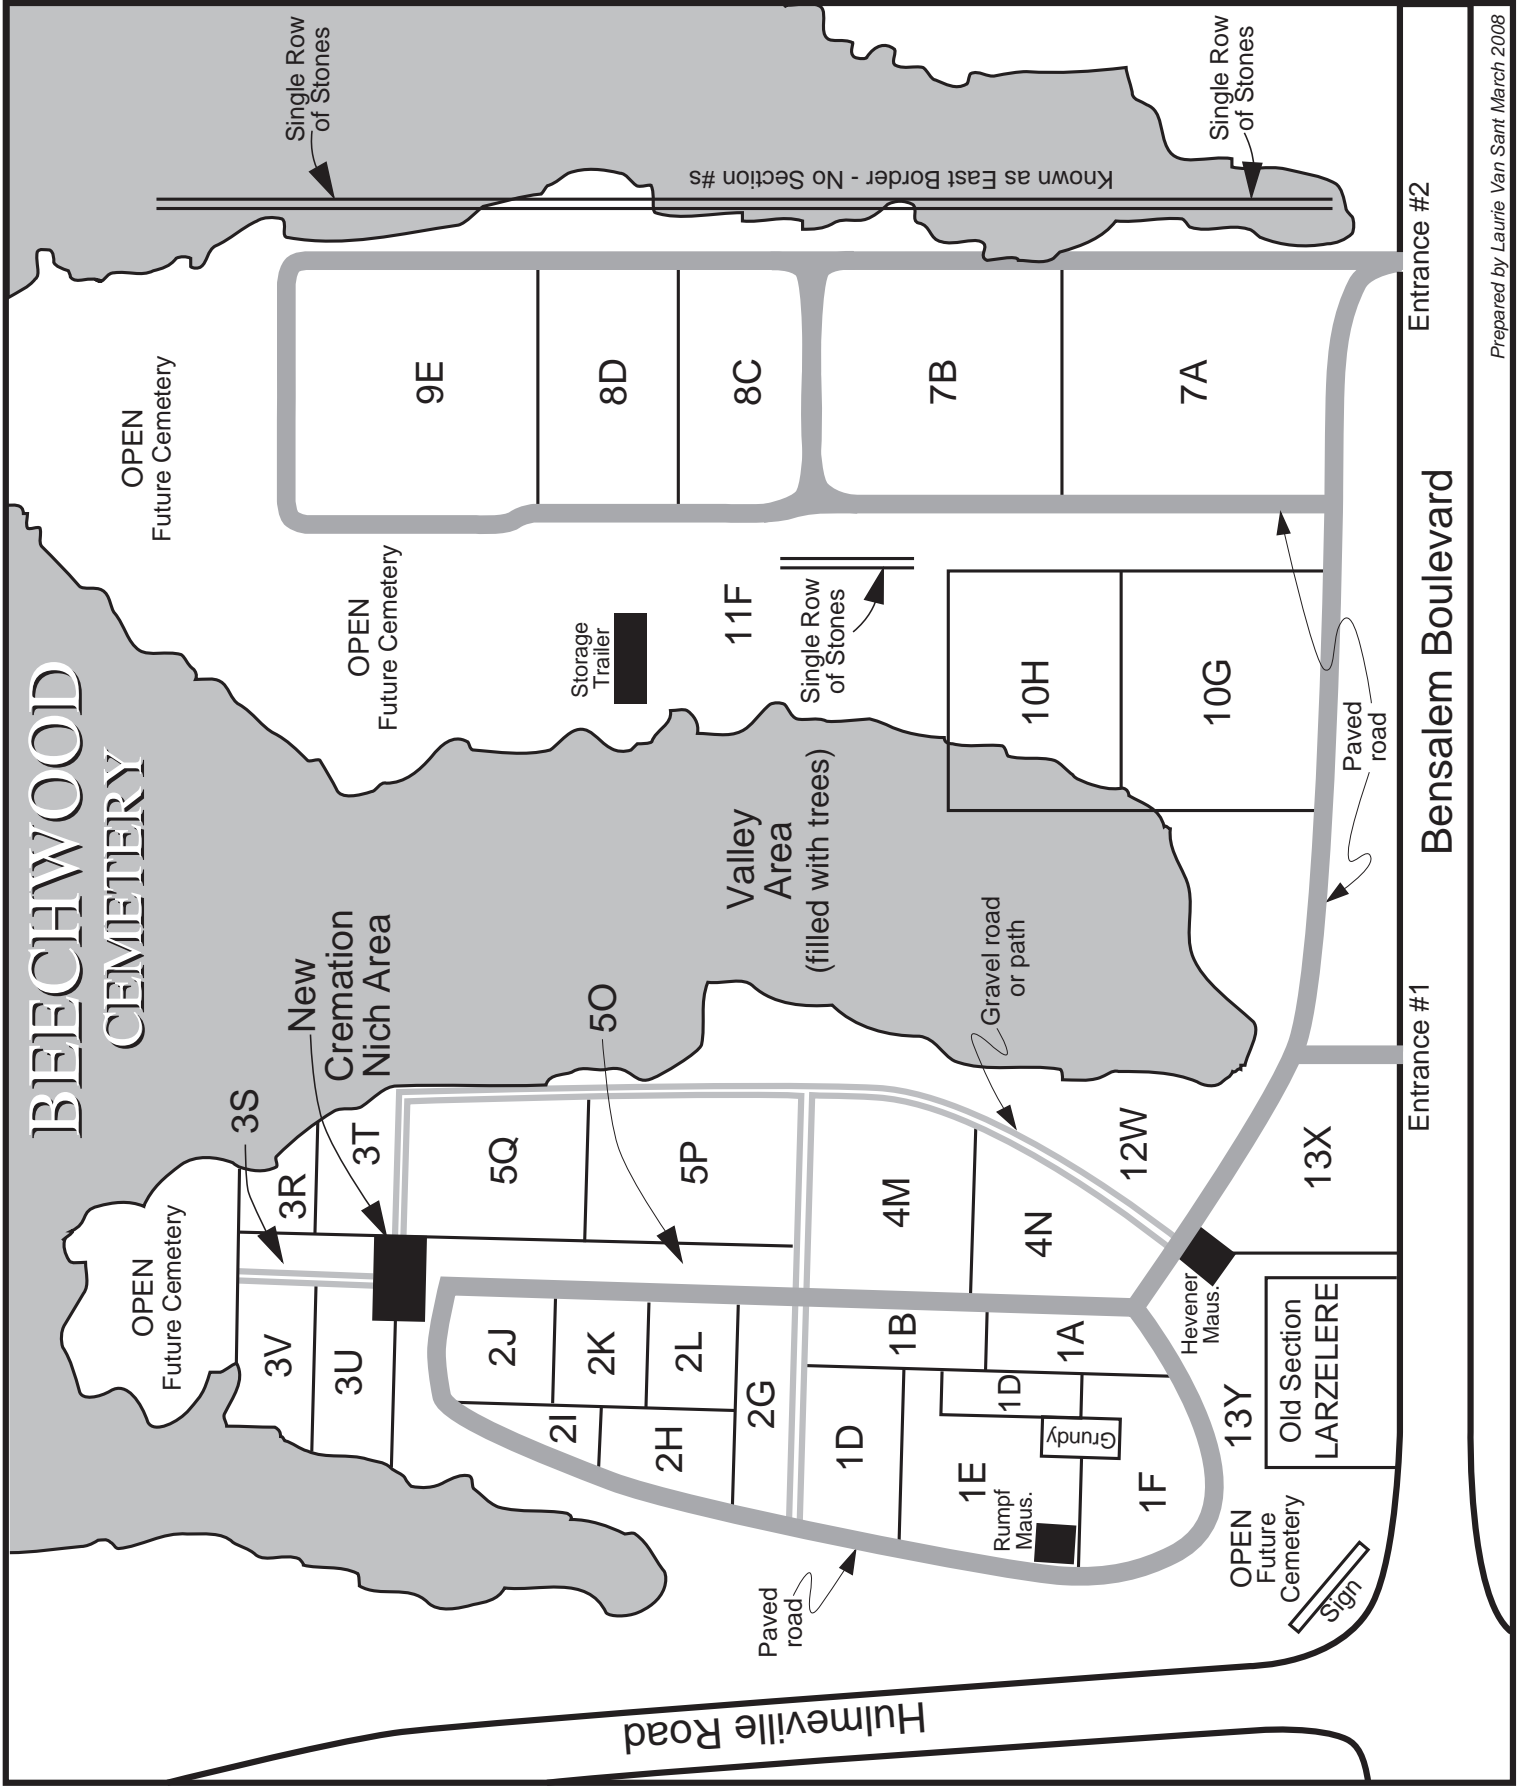 BEECHWOOD
CEMETERY
OPEN
Future Cemetery
3S
New
Cremation
Nich Area
OPEN
Future Cemetery
Single Row
of Stones
3V
3U
3R
3T
OPEN
Future Cemetery
9E
2J
2K
2L
2I
2H
2G
5Q
5P
5O
Storage
Trailer
8D
8C
11F
Known as East Border - No Section #s
Valley
Area
(filled with trees)
Single Row
of Stones
7B
7A
Paved
road
1D
1B
1A
1D
1E
Grundy
Rumpf
Maus.
1F
4M
4N
Gravel road
or path
12W
10H
10G
Single Row
of Stones
Hevener
Maus.
13Y
13X
OPEN
Future
Cemetery
Sign
Old Section
LARZELERE
Paved
road
Entrance #1
Entrance #2
Hulmeville Road
Bensalem Boulevard
Prepared by Laurie Van Sant March 2008